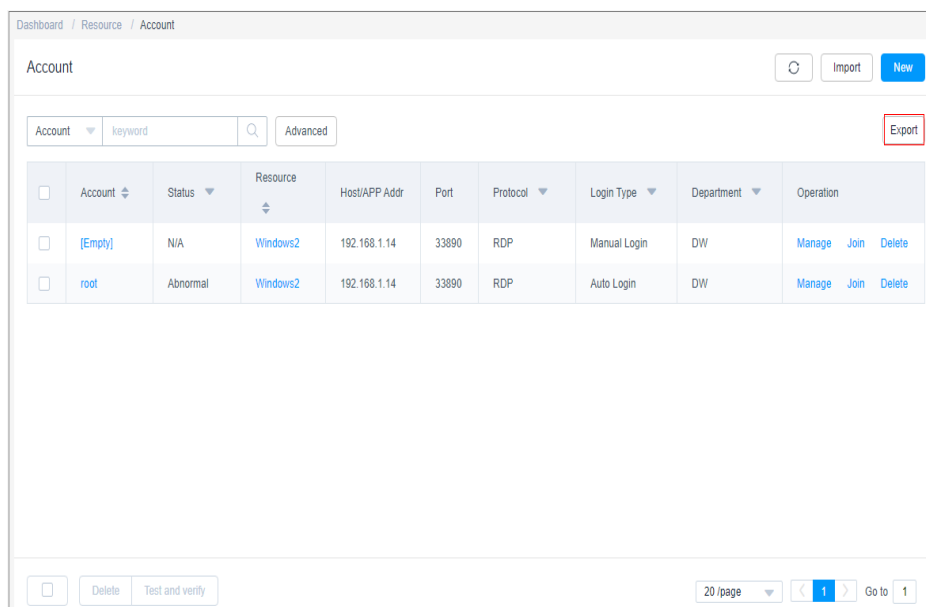 Dashboard / Resource / Account
Account Import New
Account keyword Advanced Export
Account Status Resource Host/APP Addr Port Protocol Login Type Department Operation
[Empty] N/A Windows2 192.168.1.14 33890 RDP Manual Login DW Manage Join Delete
root Abnormal Windows2 192.168.1.14 33890 RDP Auto Login DW Manage Join Delete
Delete Test and verify 20 /page 1 Go to 1